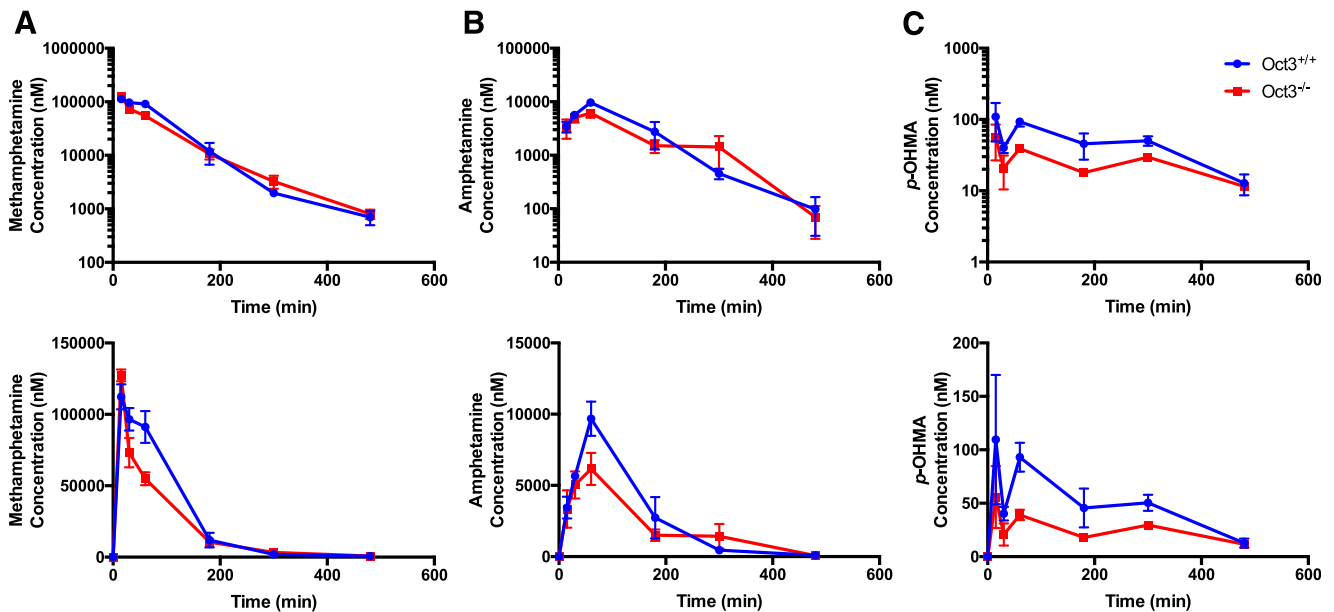 A
Methamphetamine
Concentration (nM)
1000000
100000
10000
1000
100
0
200
400
600
Time (min)
B
Amphetamine
Concentration (nM)
100000
10000
1000
100
10
0
200
400
600
Time (min)
C
p-OHMA
Concentration (nM)
1000
100
10
1
0
200
400
600
Time (min)
Oct3+/+
Oct3-/-
Methamphetamine
Concentration (nM)
150000
100000
50000
0
0
200
400
600
Time (min)
Amphetamine
Concentration (nM)
15000
10000
5000
0
0
200
400
600
Time (min)
p-OHMA
Concentration (nM)
200
150
100
50
0
0
200
400
600
Time (min)